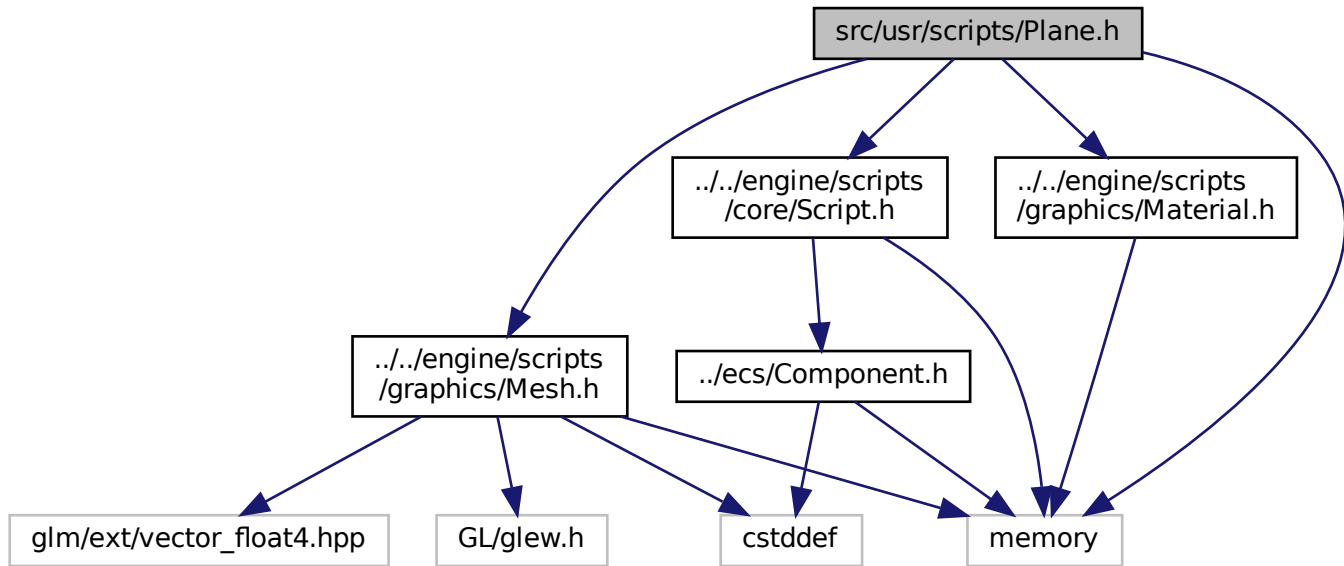 src/usr/scripts/Plane.h
../../engine/scripts
/core/Script.h
../../engine/scripts
/graphics/Material.h
../../engine/scripts
/graphics/Mesh.h
../ecs/Component.h
glm/ext/vector_float4.hpp
GL/glew.h
cstddef
memory